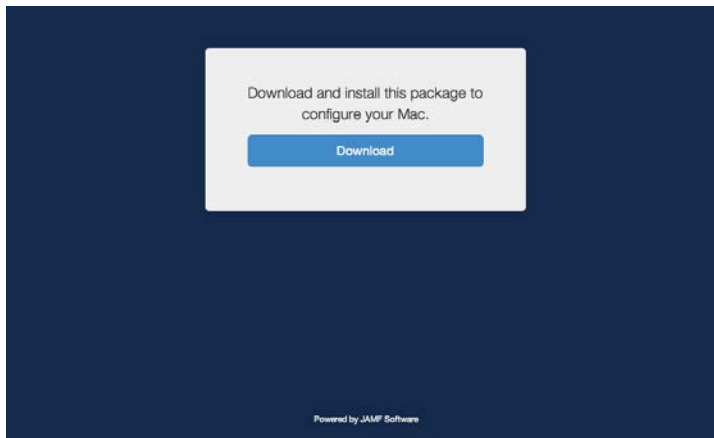 Download and install this package to
configure your Mac.
Download
Powered by JAMF Software